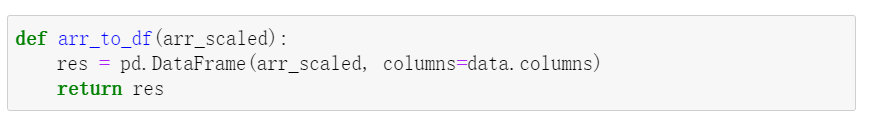 def arr_to_df(arr_scaled):
    res = pd.DataFrame(arr_scaled, columns=data.columns)
    return res